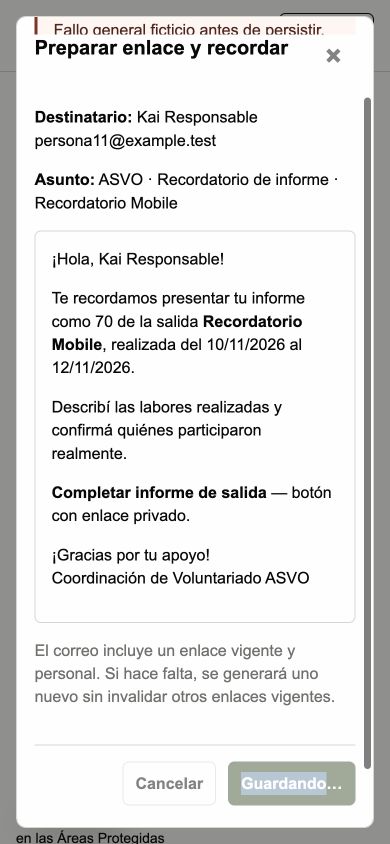 Fallo general ficticio antes de persistir.
Preparar enlace y recordar
×
Destinatario: Kai Responsable
persona11@example.test
Asunto: ASVO · Recordatorio de informe ·
Recordatorio Mobile
¡Hola, Kai Responsable!
Te recordamos presentar tu informe
como 70 de la salida Recordatorio
Mobile, realizada del 10/11/2026 al
12/11/2026.
Describí las labores realizadas y
confirmá quiénes participaron
realmente.
Completar informe de salida — botón
con enlace privado.
¡Gracias por tu apoyo!
Coordinación de Voluntariado ASVO
El correo incluye un enlace vigente y
personal. Si hace falta, se generará uno
nuevo sin invalidar otros enlaces vigentes.
Cancelar
Guardando...
en las Áreas Protegidas